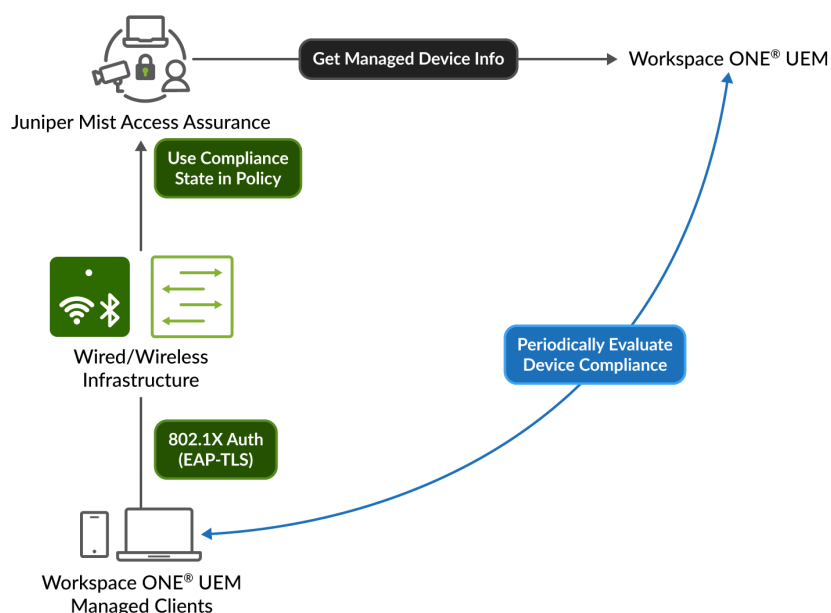 Get Managed Device Info
Workspace ONE® UEM
Juniper Mist Access Assurance
Use Compliance
State in Policy
Wired/Wireless
Infrastructure
Periodically Evaluate
Device Compliance
802.1X Auth
(EAP-TLS)
Workspace ONE® UEM
Managed Clients